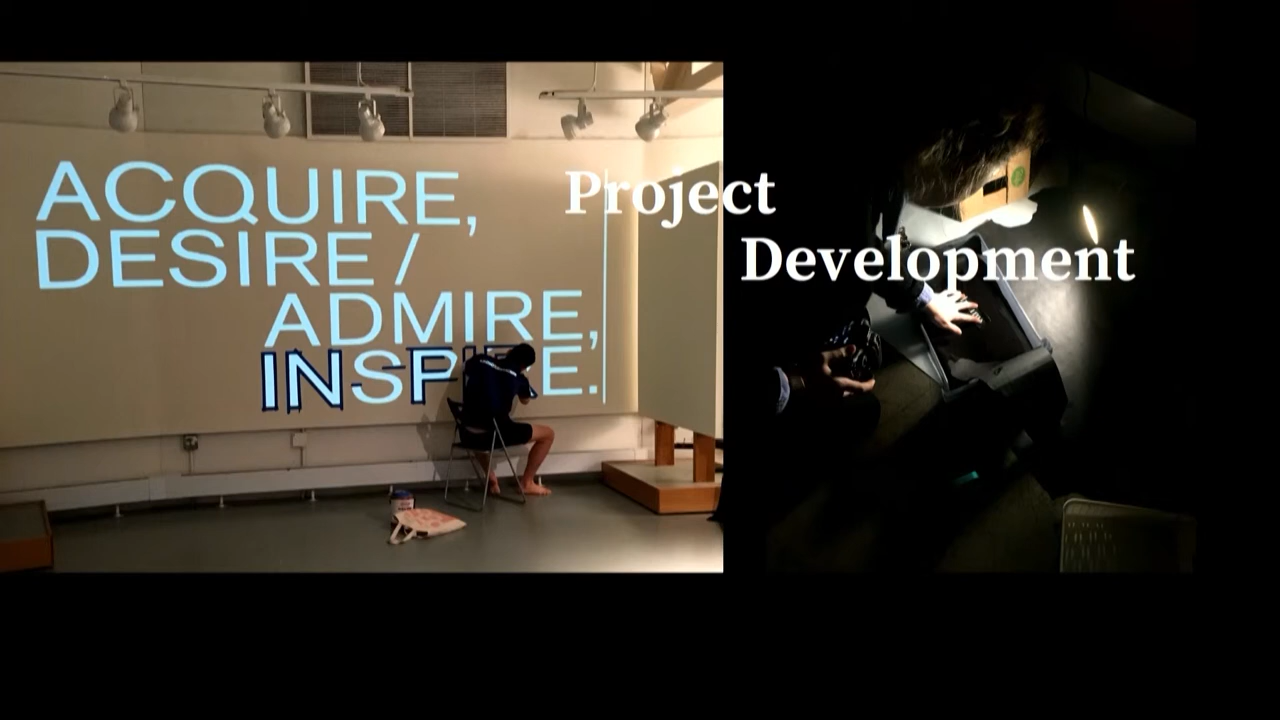 ACQUIRE,
DESIRE /
ADMIRE,
INSPIRE.
Project
Development